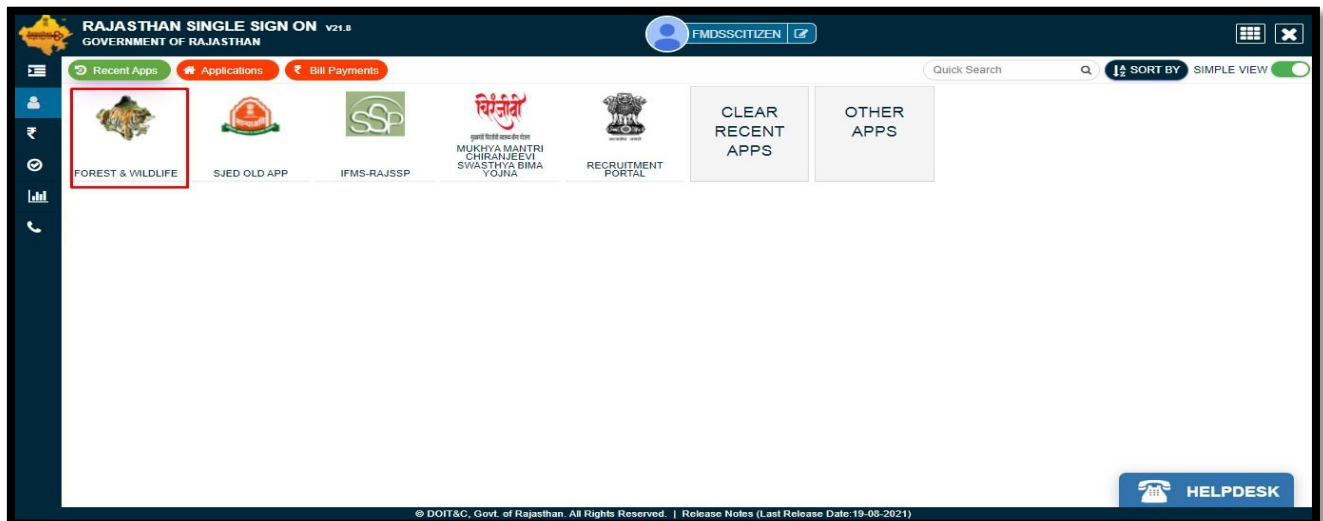 RAJASTHAN SINGLE SIGN ON V21.8
GOVERNMENT OF RAJASTHAN
FMDSSCITIZEN
Recent Apps
Applications
₹ Bill Payments
Quick Search
SORT BY
SIMPLE VIEW
FOREST & WILDLIFE
SJED OLD APP
SSP
IFMS-RAJSSP
चिरंजीवी
MUKHYA MANTRI
CHIRANJEEVI
SWASTHYA BIMA
YOJNA
RECRUITMENT
PORTAL
CLEAR
RECENT
APPS
OTHER
APPS
HELPDESK
© DOIT&C, Govt. of Rajasthan. All Rights Reserved. | Release Notes (Last Release Date:19-08-2021)